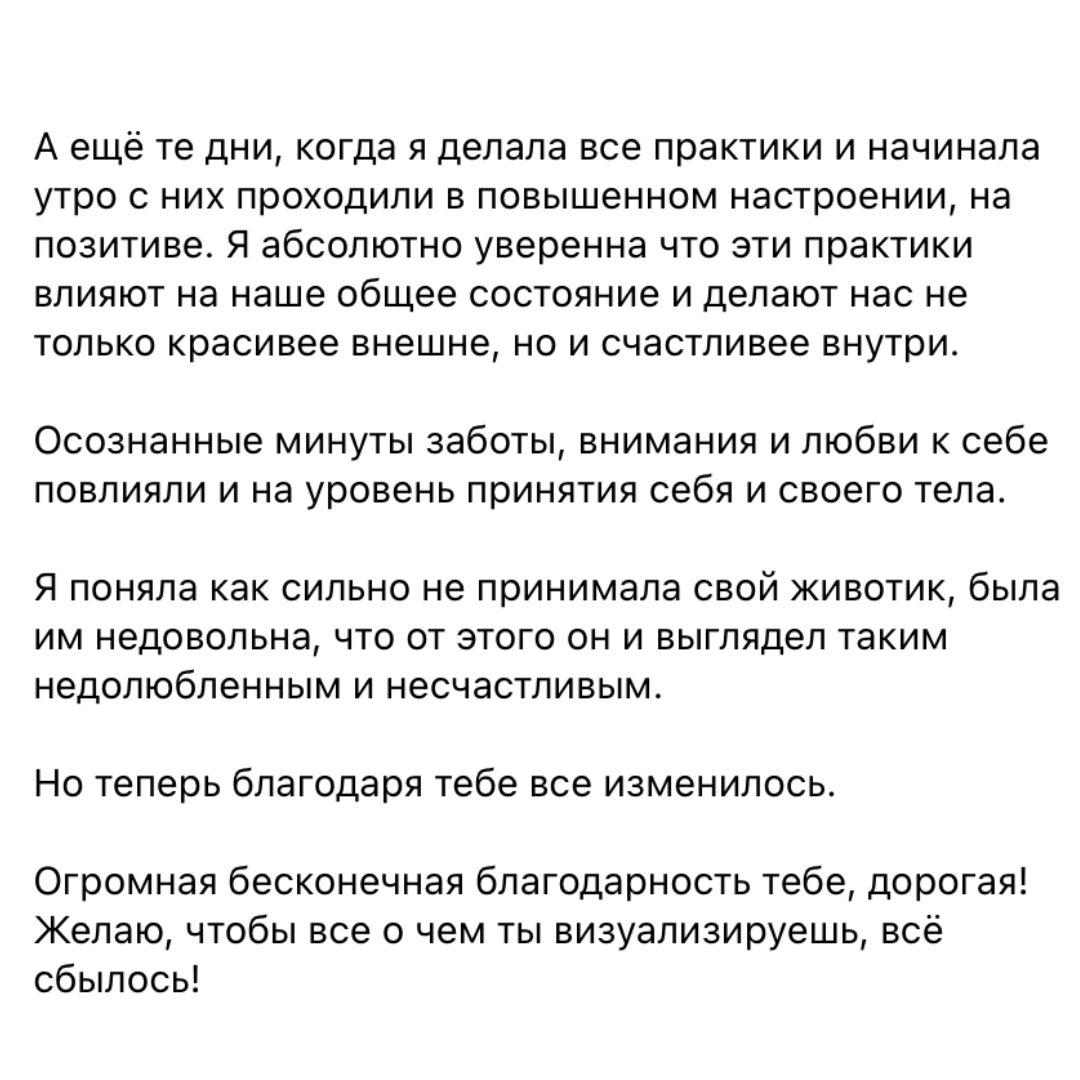 А ещё те дни, когда я делала все практики и начинала
утро с них проходили в повышенном настроении, на
позитиве. Я абсолютно уверенна что эти практики
влияют на наше общее состояние и делают нас не
только красивее внешне, но и счастливее внутри.
Осознанные минуты заботы, внимания и любви к себе
повлияли и на уровень принятия себя и своего тела.
Я поняла как сильно не принимала свой животик, была
им недовольна, что от этого он и выглядел таким
недолюбленным и несчастливым.
Но теперь благодаря тебе все изменилось.
Огромная бесконечная благодарность тебе, дорогая!
Желаю, чтобы все о чем ты визуализируешь, всё
сбылось!